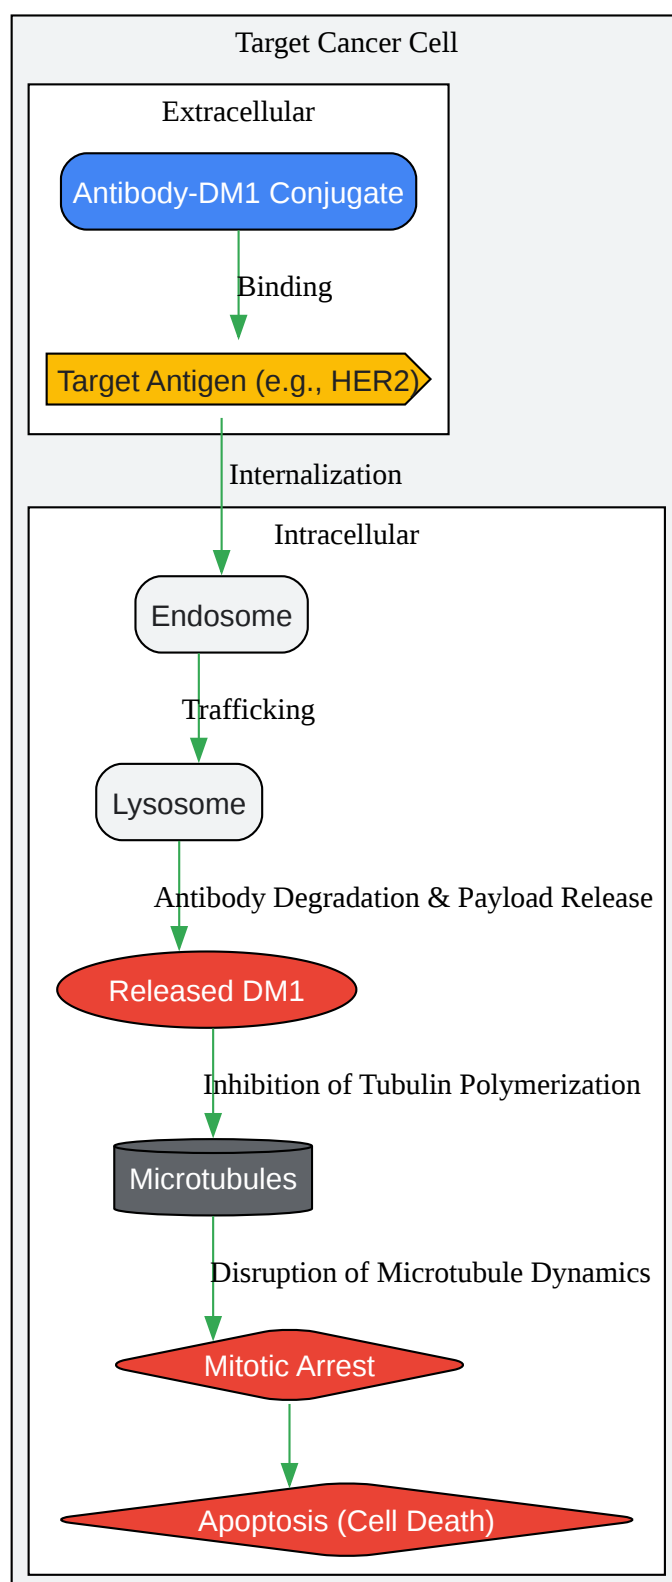 Target Cancer Cell
Extracellular
Antibody-DM1 Conjugate
Binding
Target Antigen (e.g., HER2)
Internalization
Intracellular
Endosome
Trafficking
Lysosome
Antibody Degradation & Payload Release
Released DM1
Inhibition of Tubulin Polymerization
Microtubules
Disruption of Microtubule Dynamics
Mitotic Arrest
Apoptosis (Cell Death)